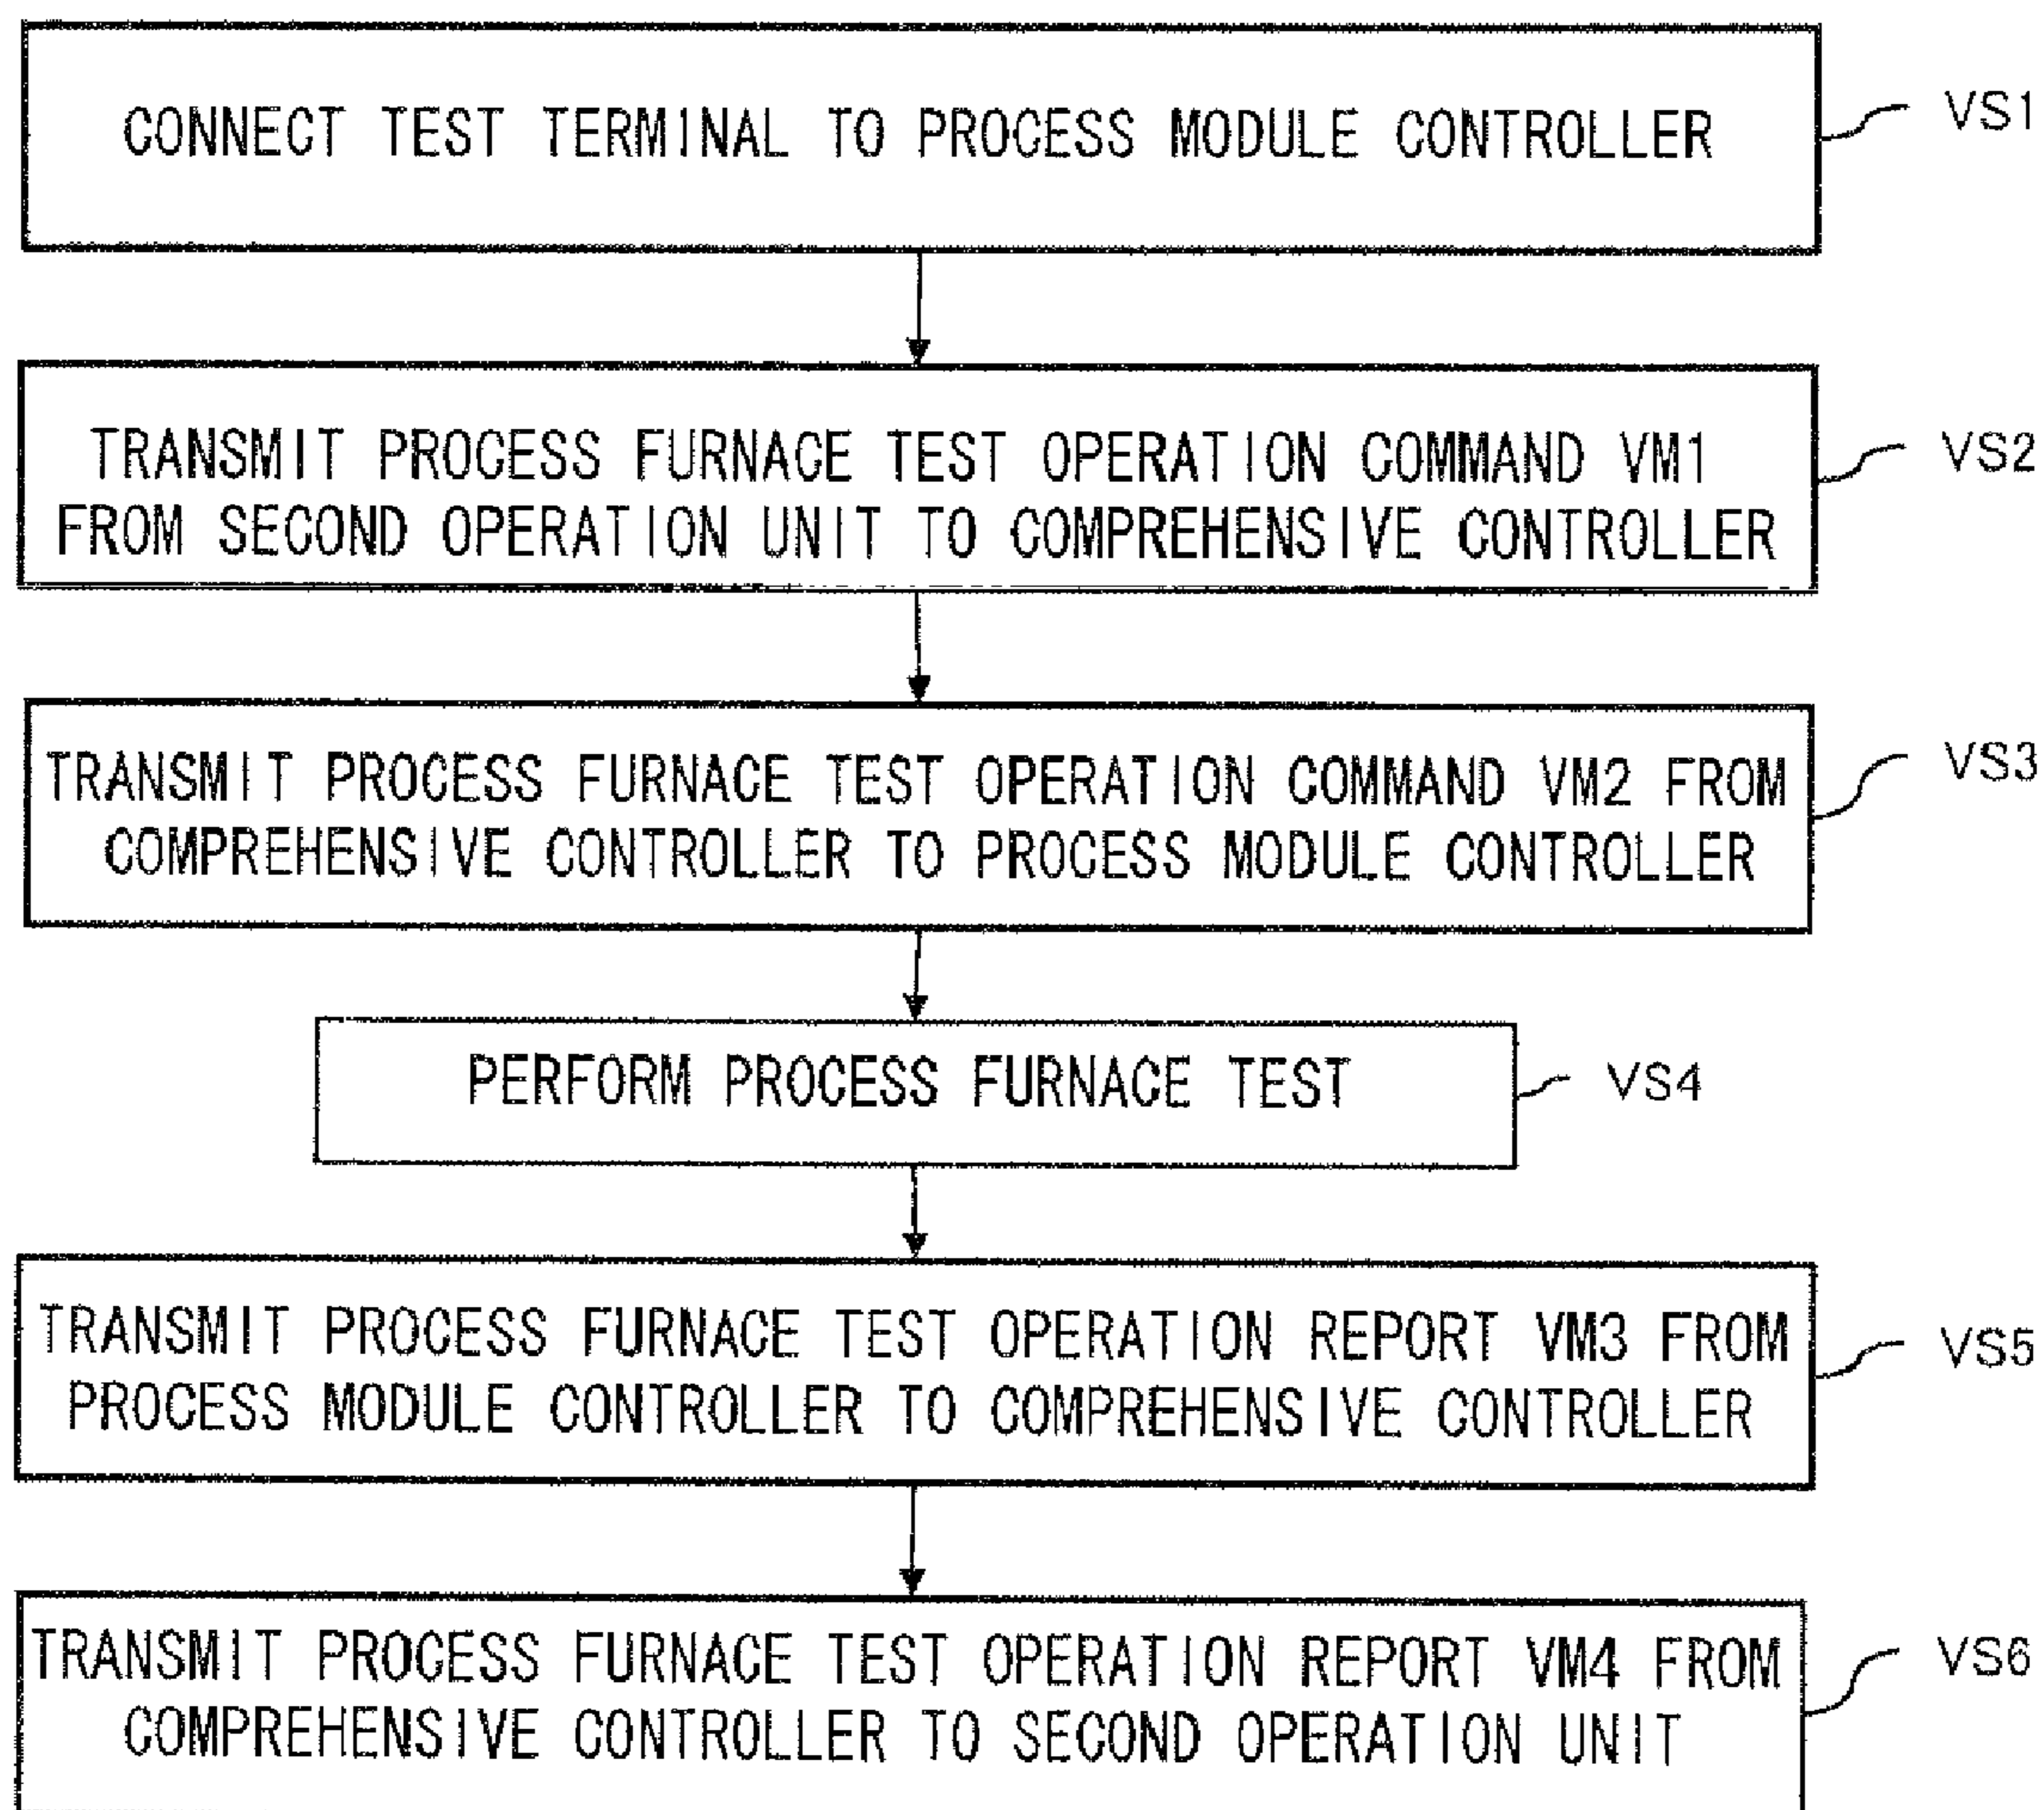 CONNECT TEST TERMINAL TO PROCESS MODULE CONTROLLER
VS1
TRANSMIT PROCESS FURNACE TEST OPERATION COMMAND VM1
FROM SECOND OPERATION UNIT TO COMPREHENSIVE CONTROLLER
VS2
TRANSMIT PROCESS FURNACE TEST OPERATION COMMAND VM2 FROM
COMPREHENSIVE CONTROLLER TO PROCESS MODULE CONTROLLER
VS3
PERFORM PROCESS FURNACE TEST
VS4
TRANSMIT PROCESS FURNACE TEST OPERATION REPORT VM3 FROM
PROCESS MODULE CONTROLLER TO COMPREHENSIVE CONTROLLER
VS5
TRANSMIT PROCESS FURNACE TEST OPERATION REPORT VM4 FROM
COMPREHENSIVE CONTROLLER TO SECOND OPERATION UNIT
VS6